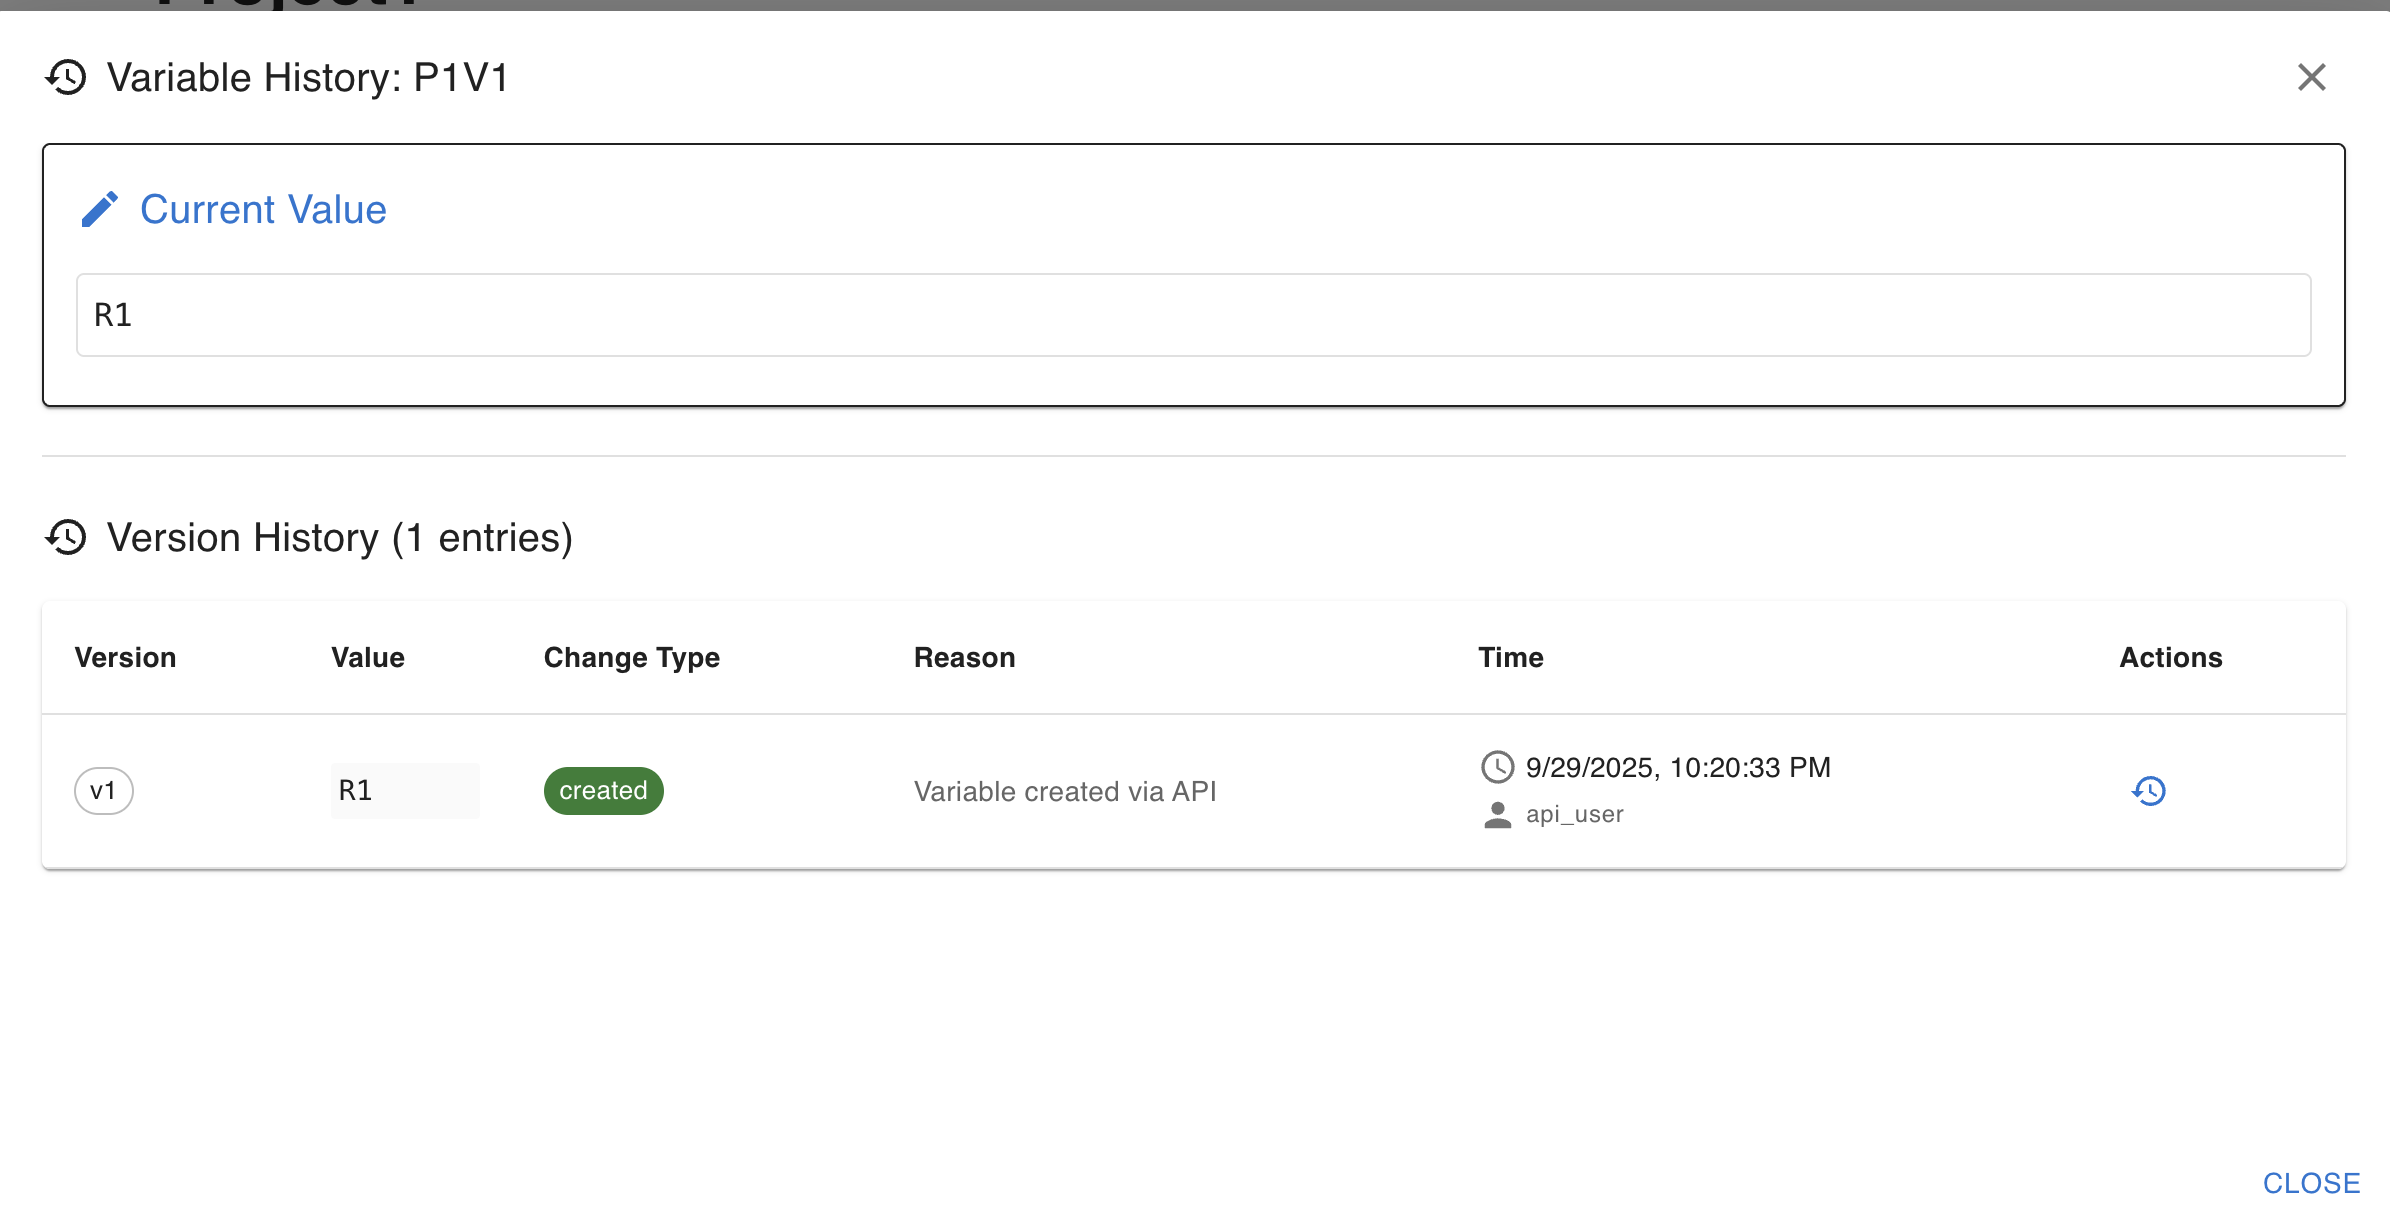 Variable History: P1V1
Current Value
R1
Version History (1 entries)
Version Value Change Type Reason Time Actions
v1 R1 created Variable created via API 9/29/2025, 10:20:33 PM
api_user
CLOSE